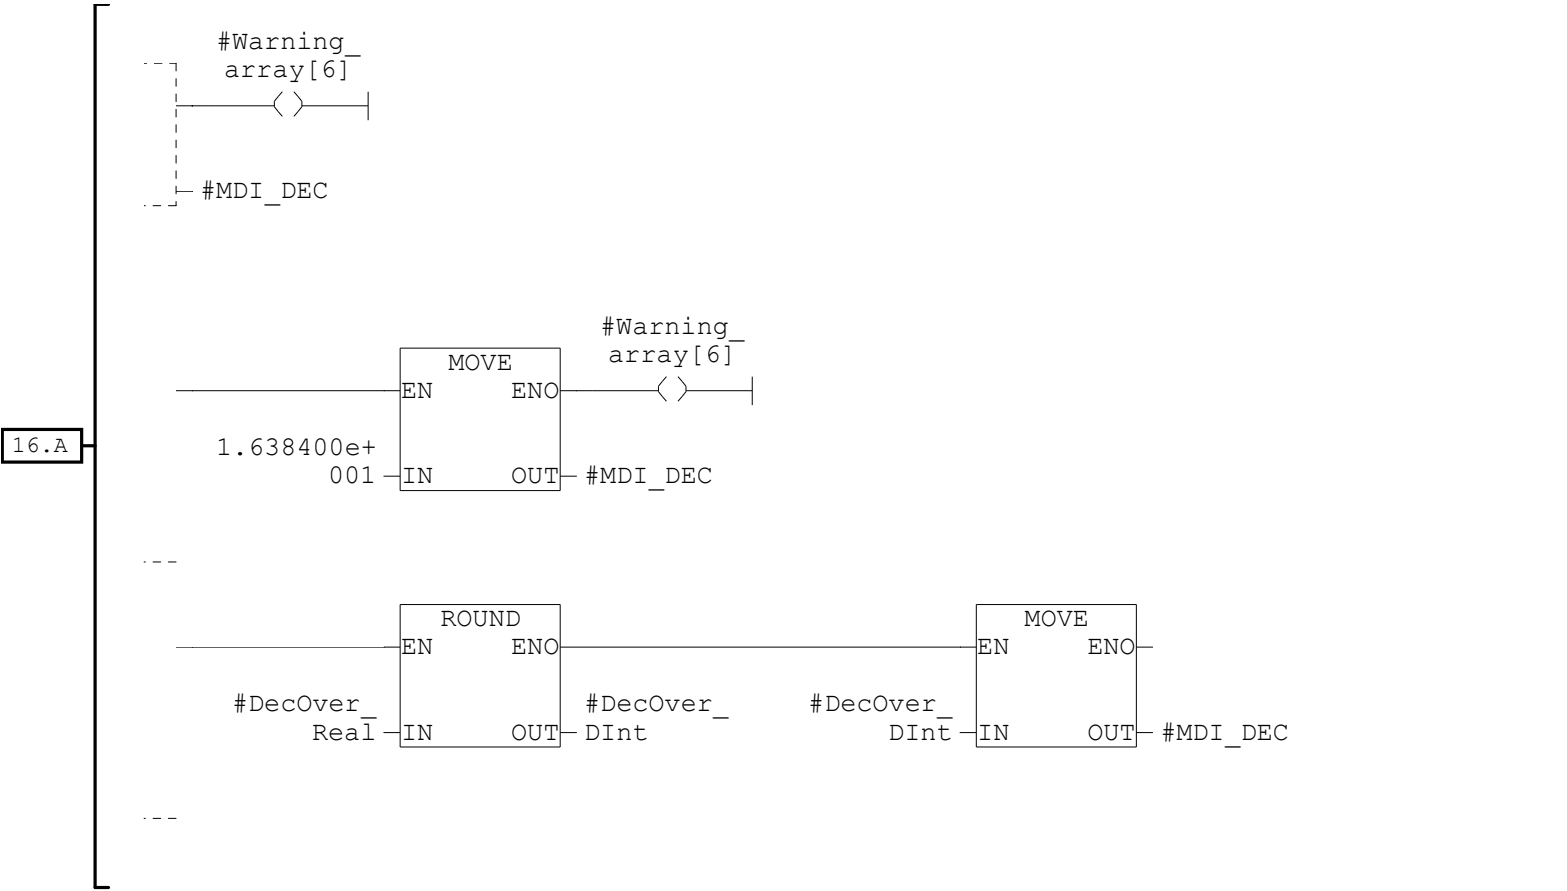 #Warning_
array[6]
#MDI_DEC
#Warning_
array[6]
MOVE
EN ENO
16.A
1.638400e+
001 IN OUT #MDI_DEC
ROUND MOVE
EN ENO EN ENO
#DecOver_ #DecOver_ #DecOver_
Real IN OUT DInt DInt IN OUT #MDI_DEC